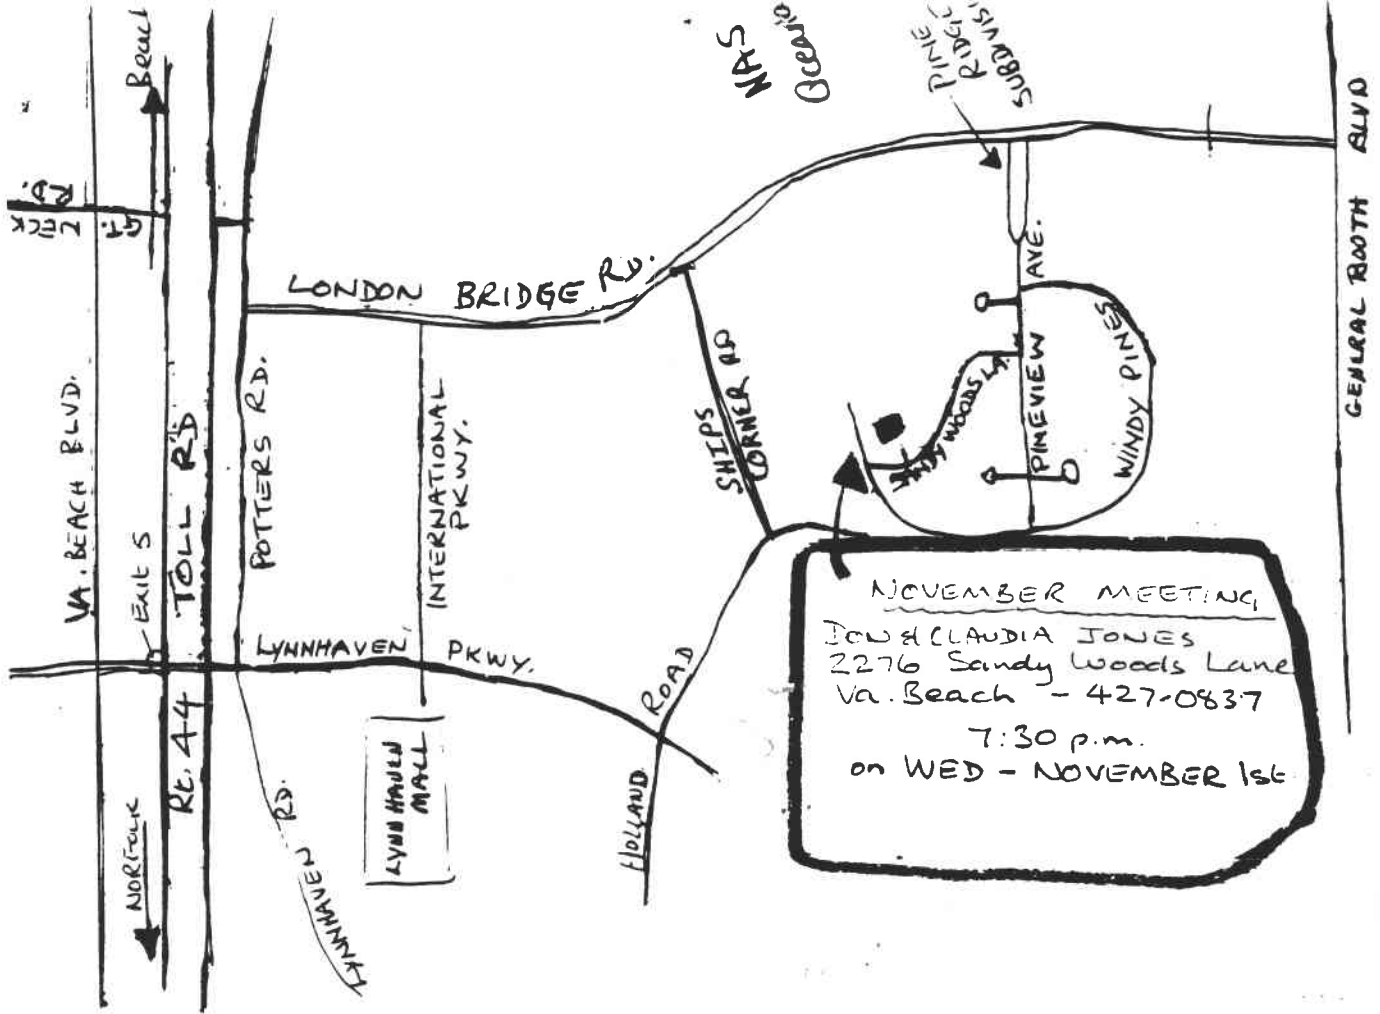 Beach
NAS
Oceana
PINE
RIDGE
SUBDVIS
GT.
NECK
RD.
LONDON BRIDGE RD.
GENERAL BOOTH BLVD
VA. BEACH BLVD.
Exit 5
TOLL R'D
Rt. 44
POTTERS RD.
INTERNATIONAL
PKWY.
SHIPS
CORNER RD
AVE.
PINEVIEW
WINDY PINES
WOODS LA.
LYNNHAVEN PKWY.
NORFOLK
LYNNHAVEN RD.
LYNNHAVEN
MALL
HOLLAND ROAD
NOVEMBER MEETING
DON & CLAUDIA JONES
2276 Sandy Woods Lane
Va. Beach - 427-0837
7:30 p.m.
on WED - NOVEMBER 1st